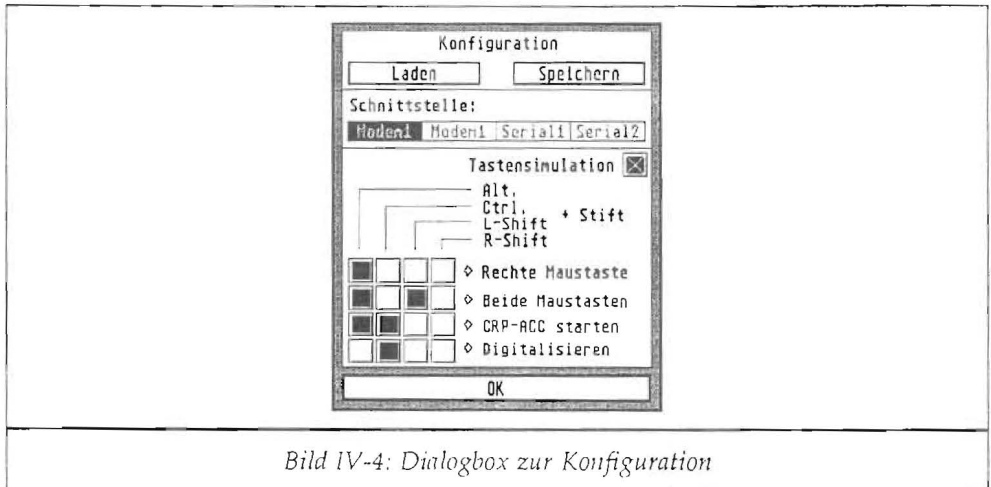 Konfiguration
Laden Speichern
Schnittstelle:
Modem1 Modem1 Serial1 Serial2
Tastensimulation
Alt.
Ctrl. + Stift
L-Shift
R-Shift
◇ Rechte Maustaste
◇ Beide Maustasten
◇ CRP-ACC starten
◇ Digitalisieren
OK
Bild IV-4: Dialogbox zur Konfiguration